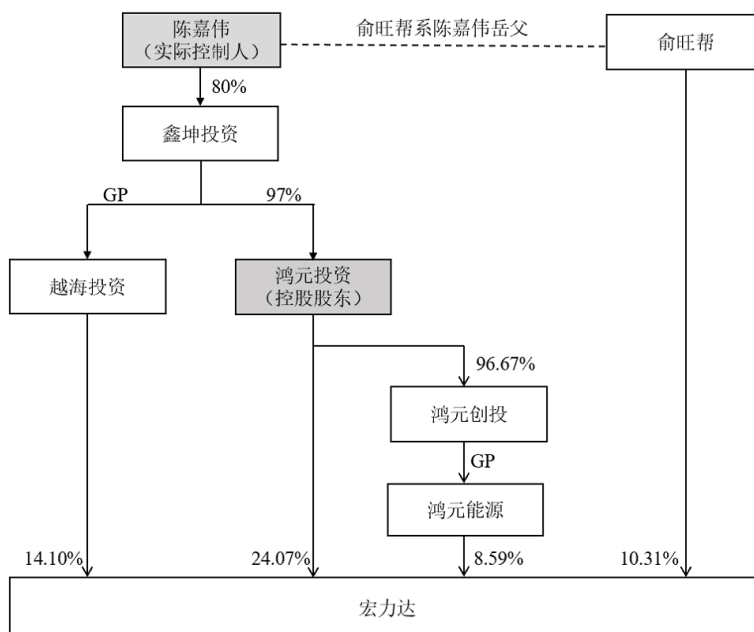 陈嘉伟
（实际控制人）
俞旺帮系陈嘉伟岳父
俞旺帮
80%
鑫坤投资
GP
97%
越海投资
鸿元投资
（控股股东）
96.67%
鸿元创投
GP
鸿元能源
14.10%
24.07%
8.59%
10.31%
宏力达